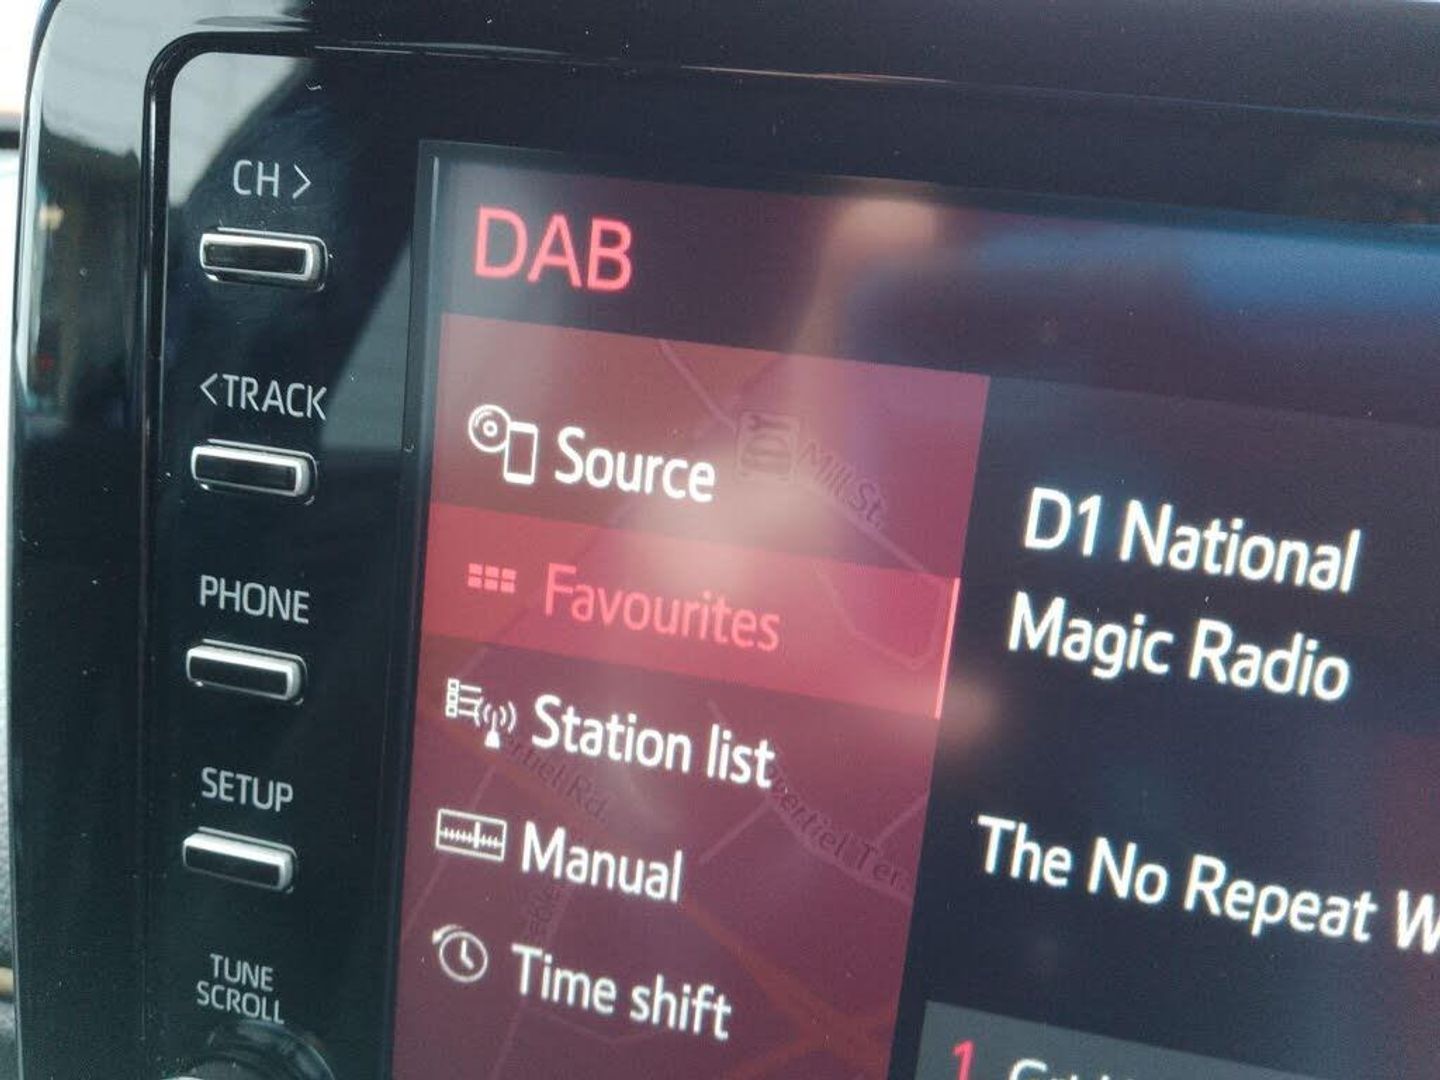 CH >
< TRACK
PHONE
SETUP
TUNE
SCROLL
DAB
Source
Favourites
Station list
Manual
Time shift
Mill St.
D1 National
Magic Radio
The No Repeat W
1